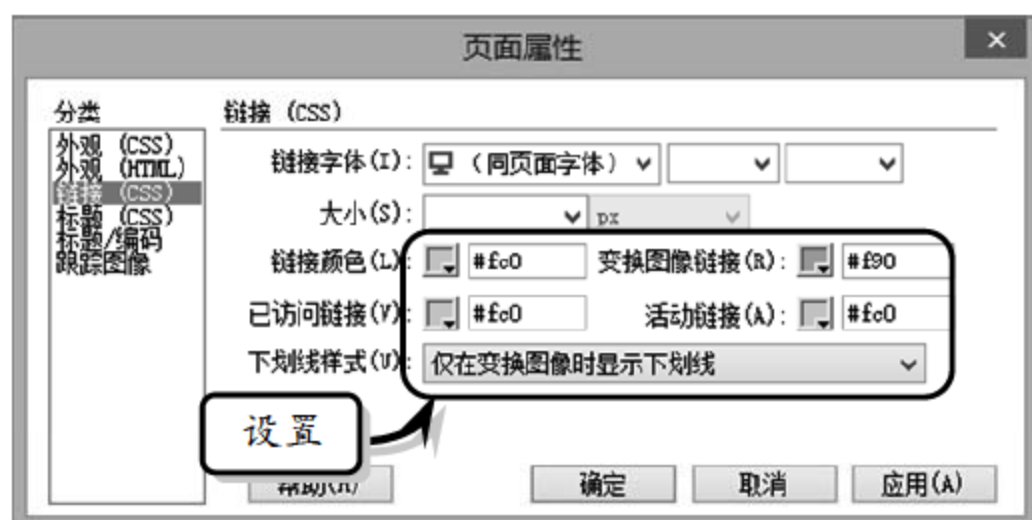 页面属性
分类
链接 (CSS)
外观 (CSS)
外观 (HTML)
链接 (CSS)
标题 (CSS)
标题/编码
跟踪图像
链接字体(I): (同页面字体)
大小(S): px
链接颜色(L): #fc0 变换图像链接(R): #f90
已访问链接(V): #fc0 活动链接(A): #fc0
下划线样式(U): 仅在变换图像时显示下划线
设置
帮助(H) 确定 取消 应用(A)